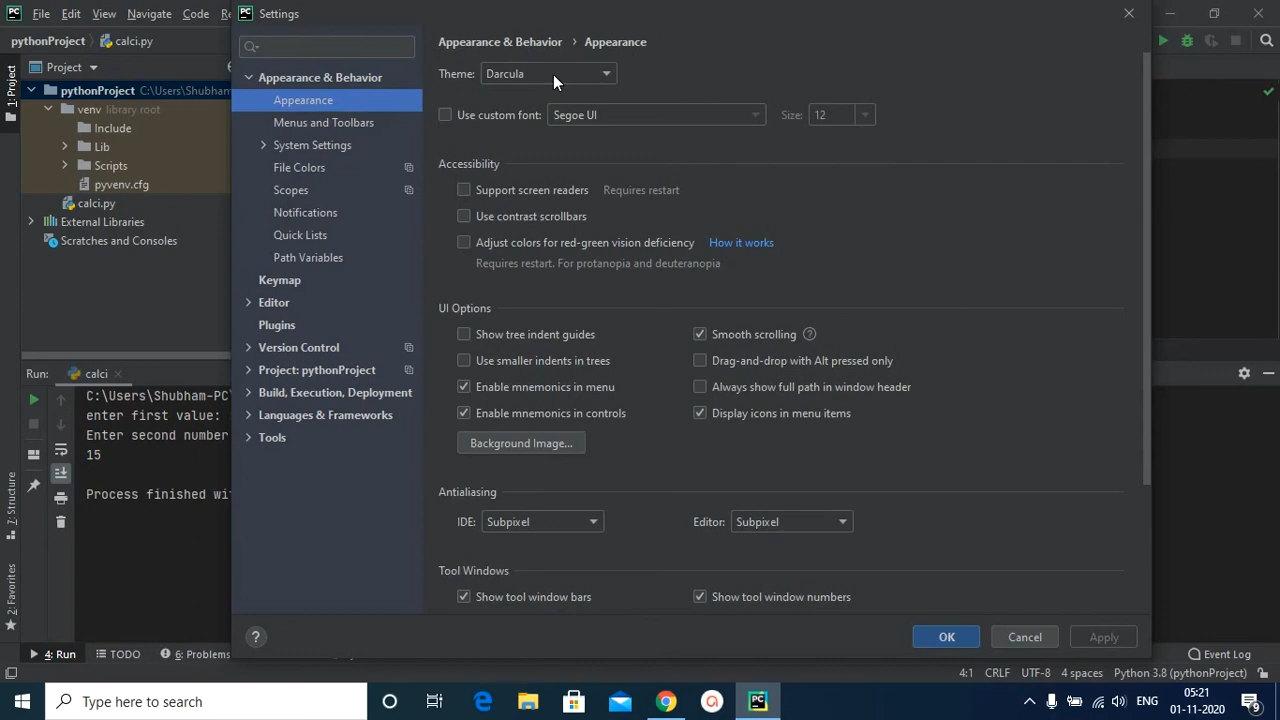 PC File Edit View Navigate Code
PC Settings
pythonProject calci.py
Appearance & Behavior › Appearance
1: Project
Project
Theme: Darcula
Appearance & Behavior
pythonProject C:\Users\Shubham
Appearance
venv library root
Use custom font: Segoe UI Size: 12
Menus and Toolbars
Include
System Settings
Lib
Accessibility
File Colors
Scripts
Support screen readers Requires restart
Scopes
pyvenv.cfg
Use contrast scrollbars
Notifications
calci.py
External Libraries
Quick Lists
Adjust colors for red-green vision deficiency How it works
Scratches and Consoles
Path Variables
Requires restart. For protanopia and deuteranopia
Keymap
Editor
UI Options
Plugins
Show tree indent guides Smooth scrolling ?
Version Control
Use smaller indents in trees Drag-and-drop with Alt pressed only
Project: pythonProject
Run: calci
Enable mnemonics in menu Always show full path in window header
Build, Execution, Deployment
C:\Users\Shubham-PC\
Languages & Frameworks
enter first value:
Enable mnemonics in controls Display icons in menu items
Tools
Enter second number
Background Image...
15
Process finished
Antialiasing
IDE: Subpixel Editor: Subpixel
Z: Structure
Tool Windows
2: Favorites
Show tool window bars Show tool window numbers
? OK Cancel Apply
4: Run TODO 6: Problems Event Log
4:1 CRLF UTF-8 4 spaces Python 3.8 (pythonProject)
Type here to search
ENG
05:21
01-11-2020
9